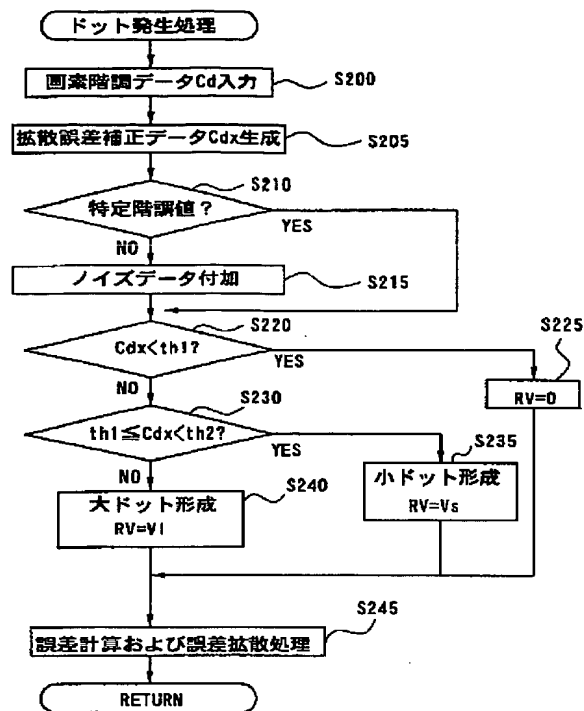 ドット発生処理
画素階調データCd入力
S200
拡散誤差補正データCdx生成
S205
S210
特定階調値？
YES
NO
ノイズデータ付加
S215
S220
Cdx<th1?
YES
S225
RV=0
NO
S230
th1≦Cdx<th2?
YES
S235
小ドット形成
RV=Vs
NO
S240
大ドット形成
RV=Vl
S245
誤差計算および誤差拡散処理
RETURN